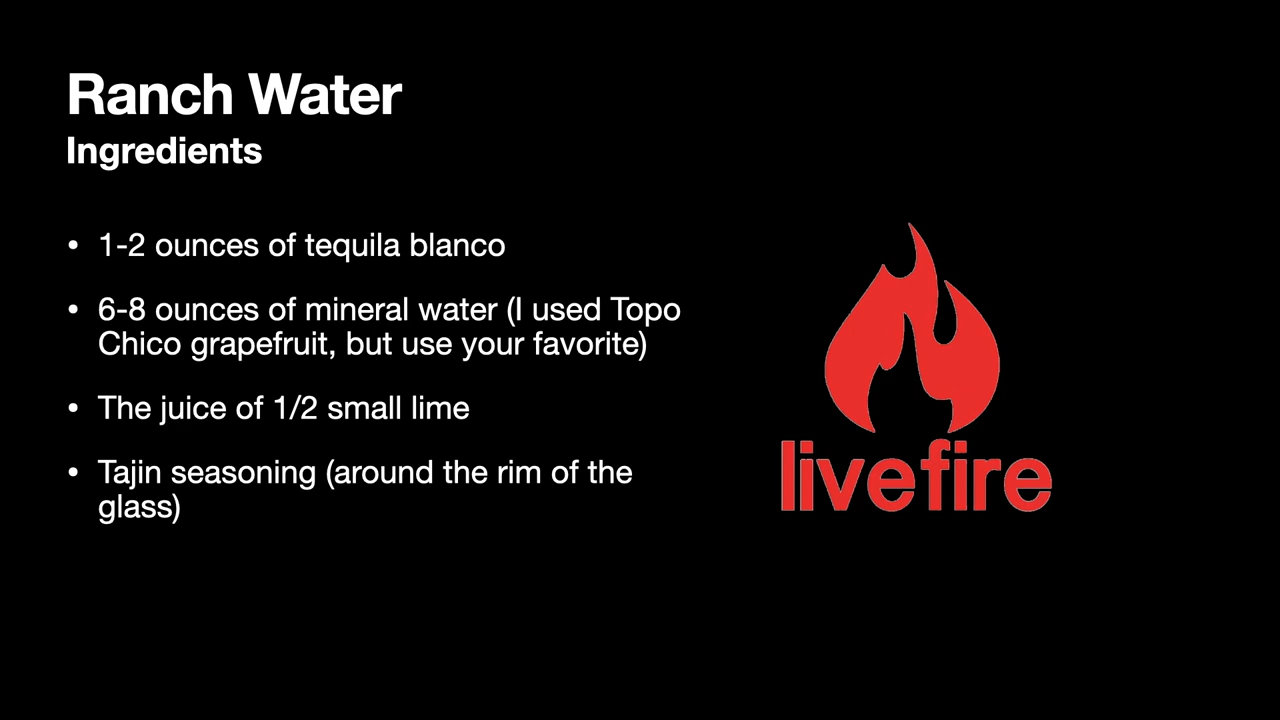 Ranch Water
Ingredients
• 1-2 ounces of tequila blanco
• 6-8 ounces of mineral water (I used Topo
Chico grapefruit, but use your favorite)
• The juice of 1/2 small lime
• Tajin seasoning (around the rim of the
glass)
livefire